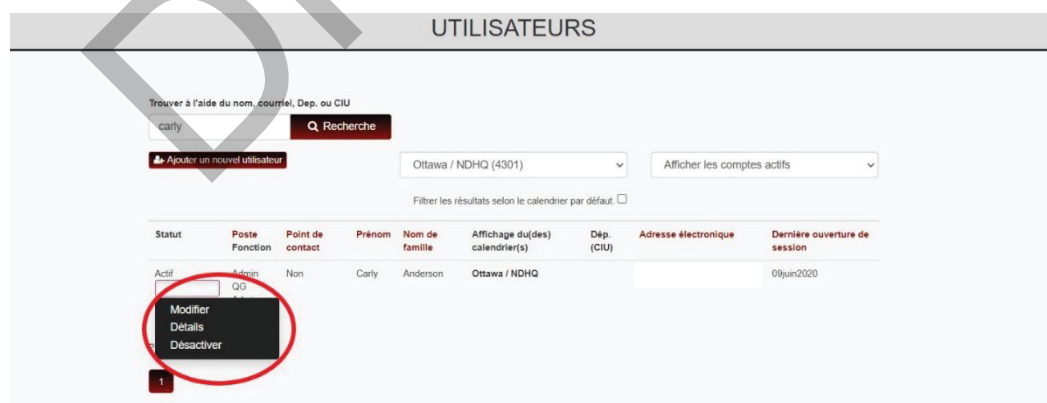 UTILISATEURS
Trouver à l'aide du nom, courriel, Dep. ou CIU
carly
Recherche
Ajouter un nouvel utilisateur
Ottawa / NDHQ (4301)
Afficher les comptes actifs
Filtrer les résultats selon le calendrier par défaut.
Statut Poste Point de Prénom Nom de Affichage du(des) Dép. Adresse électronique Dernière ouverture de
Fonction contact famille calendrier(s) (CIU) session
Actif Admin Non Carly Anderson Ottawa / NDHQ 09juin2020
QG
Modifier
Détails
Désactiver
1